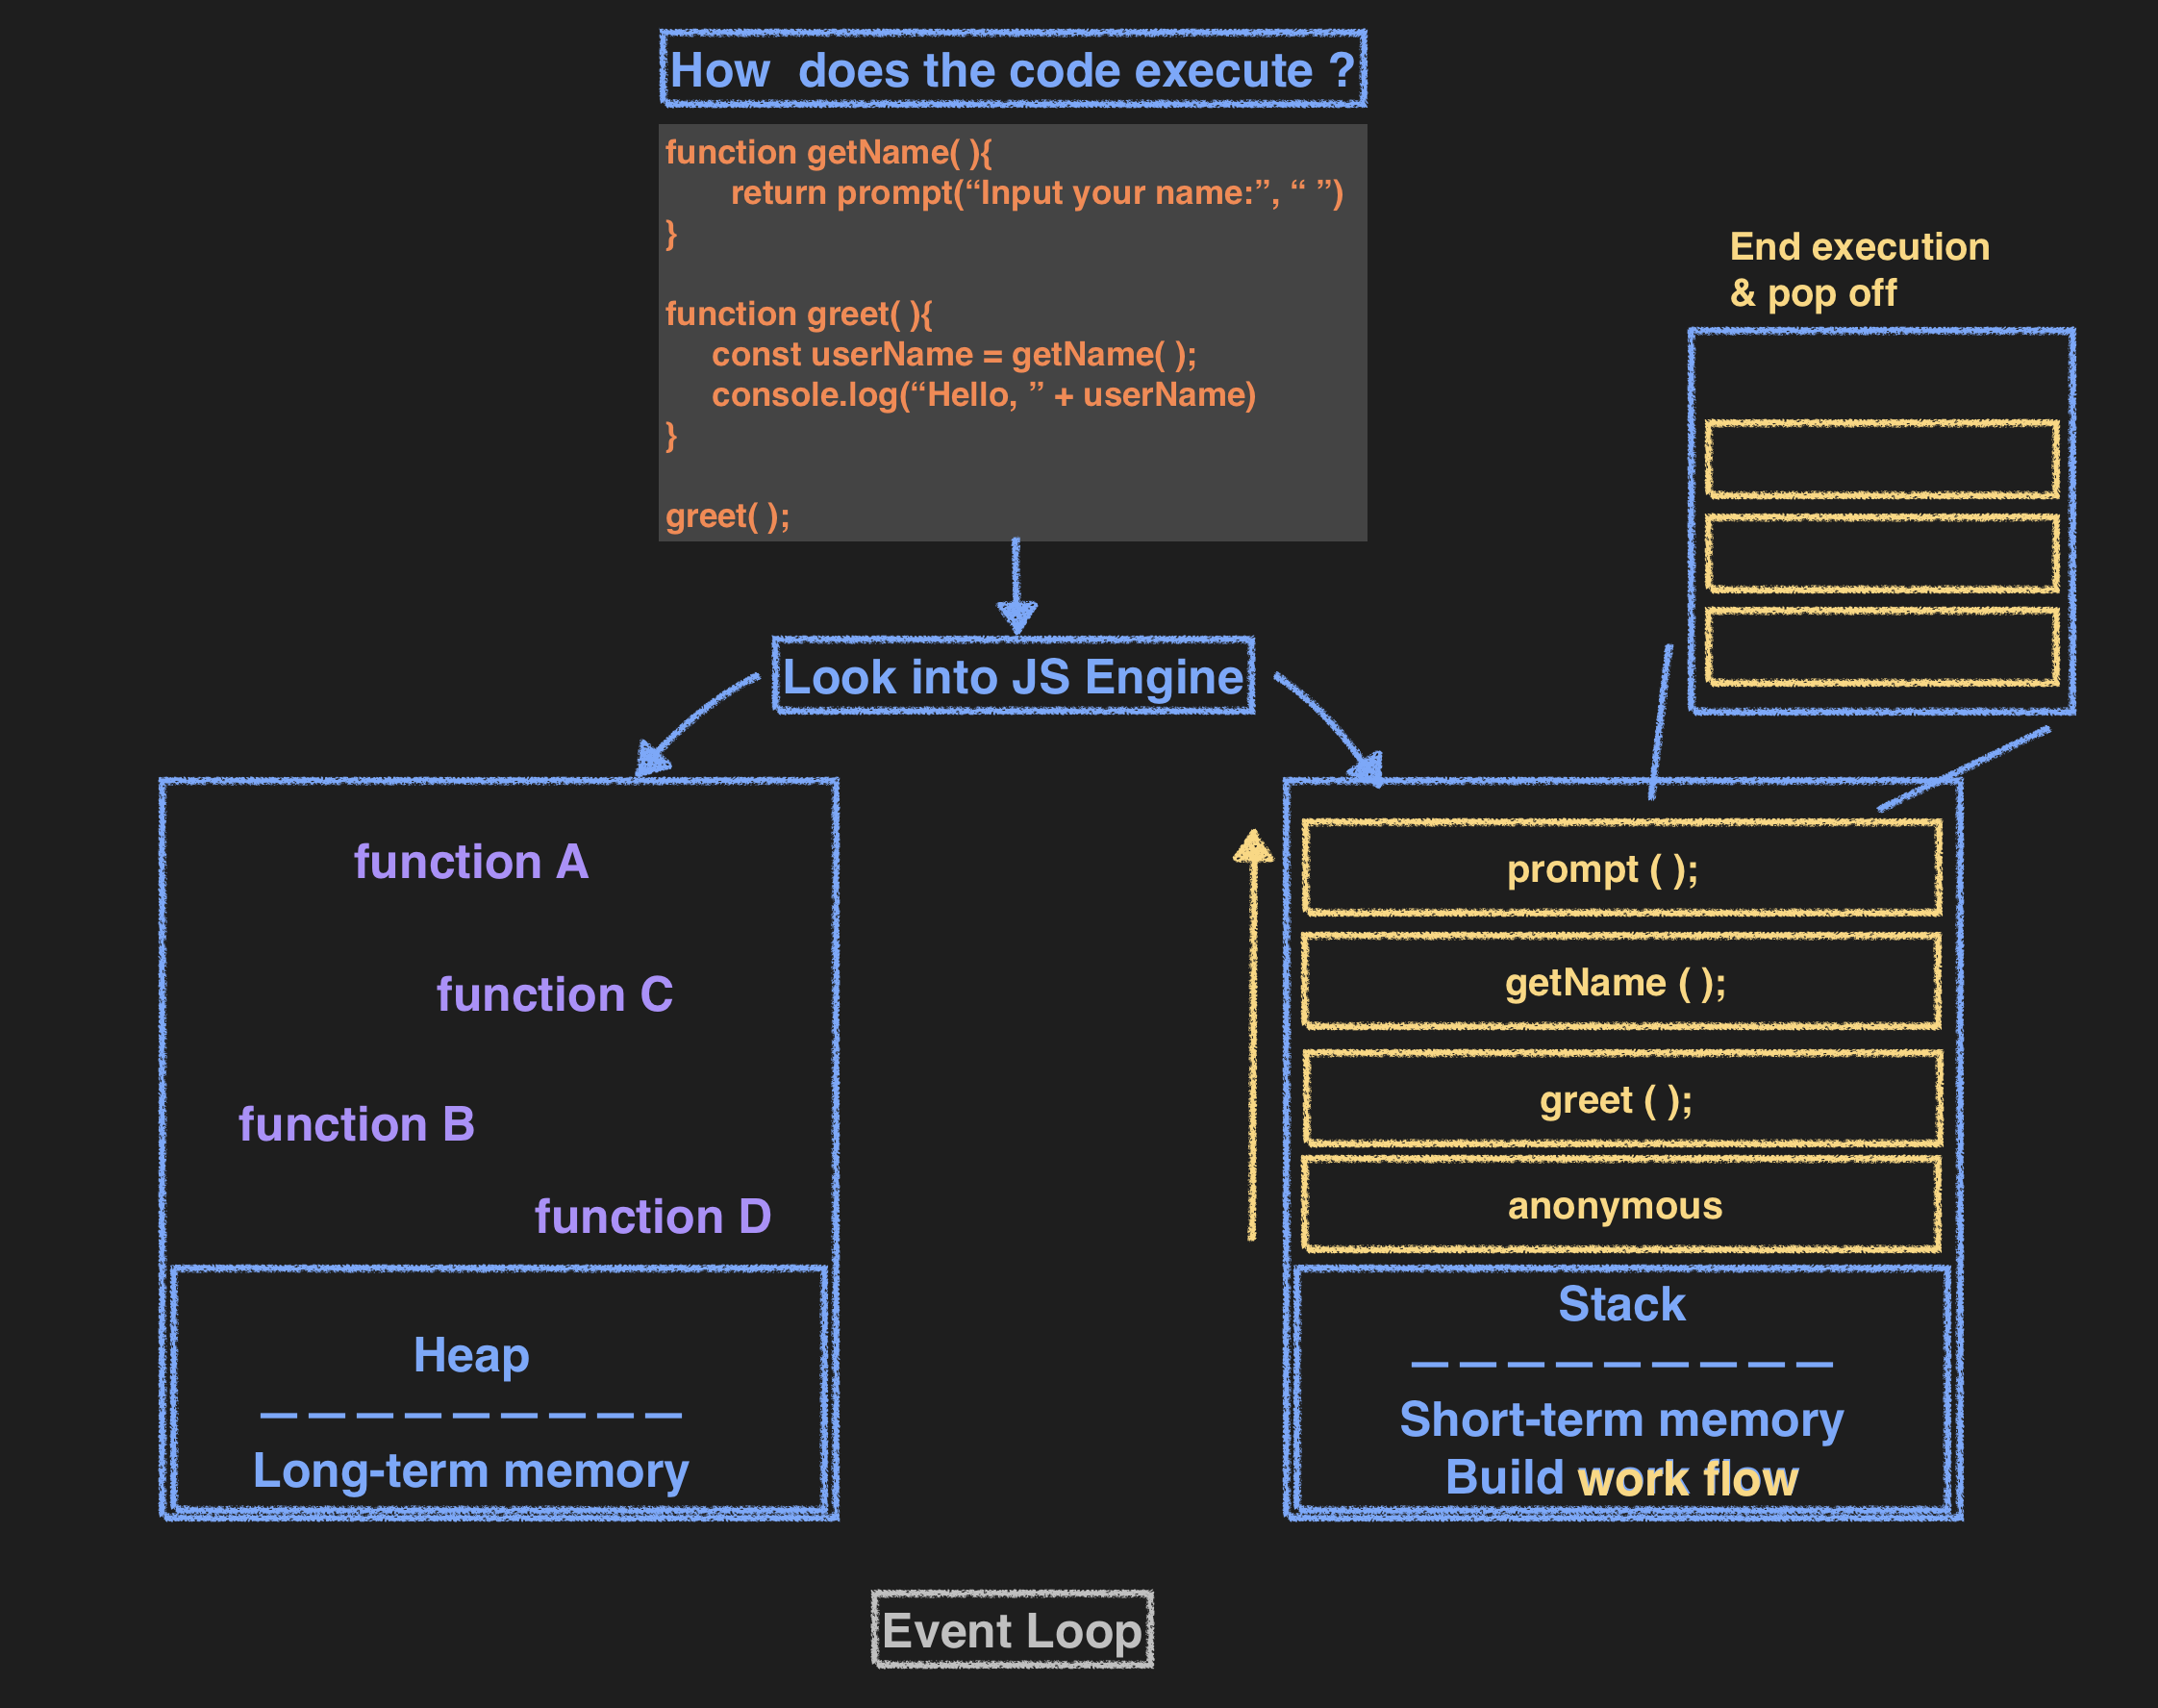 How  does the code execute ?
function getName( ){
return prompt(“Input your name:”, “ ”)
}
function greet( ){
const userName = getName( );
console.log(“Hello, ” + userName)
}
greet( );
End execution
& pop off
Look into JS Engine
function A
function C
function B
function D
Heap
Long-term memory
prompt ( );
getName ( );
greet ( );
anonymous
Stack
Short-term memory
Build work flow
Event Loop